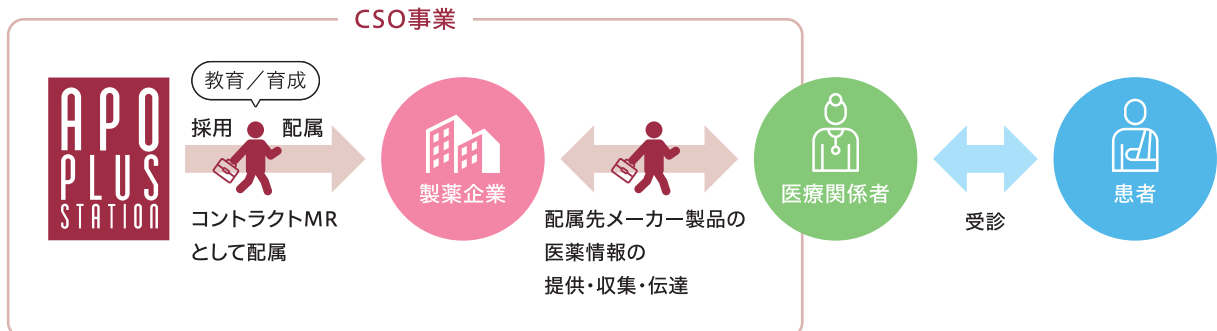 CSO事業
APO
PLUS
STATION
教育／育成
採用 配属
コントラクトMR
として配属
製薬企業
配属先メーカー製品の
医薬情報の
提供・収集・伝達
医療関係者
受診
患者